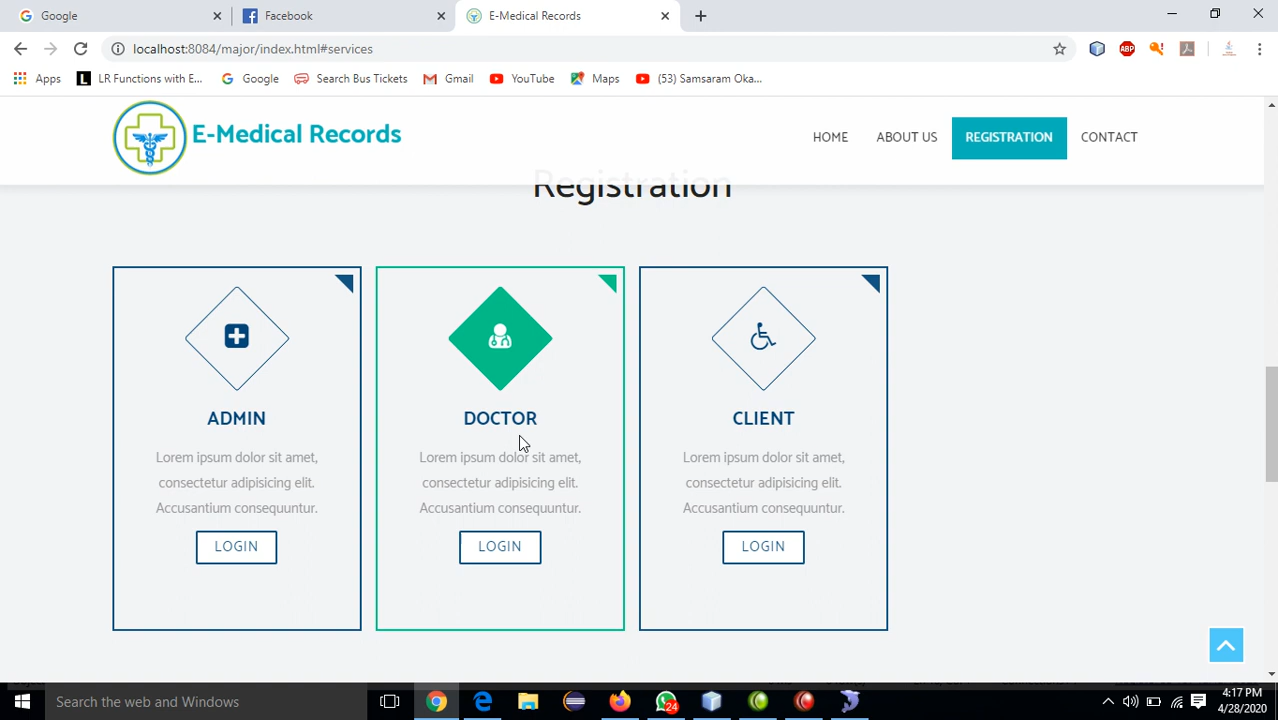 Google
Facebook
E-Medical Records
localhost:8084/major/index.html#services
Apps
LR Functions with E...
Google
Search Bus Tickets
Gmail
YouTube
Maps
(53) Samsaram Oka...
ABP
E-Medical Records
HOME
ABOUT US
REGISTRATION
CONTACT
Registration
ADMIN
Lorem ipsum dolor sit amet,
consectetur adipisicing elit.
Accusantium consequuntur.
LOGIN
DOCTOR
Lorem ipsum dolor sit amet,
consectetur adipisicing elit.
Accusantium consequuntur.
LOGIN
CLIENT
Lorem ipsum dolor sit amet,
consectetur adipisicing elit.
Accusantium consequuntur.
LOGIN
Search the web and Windows
24
4:17 PM
4/28/2020